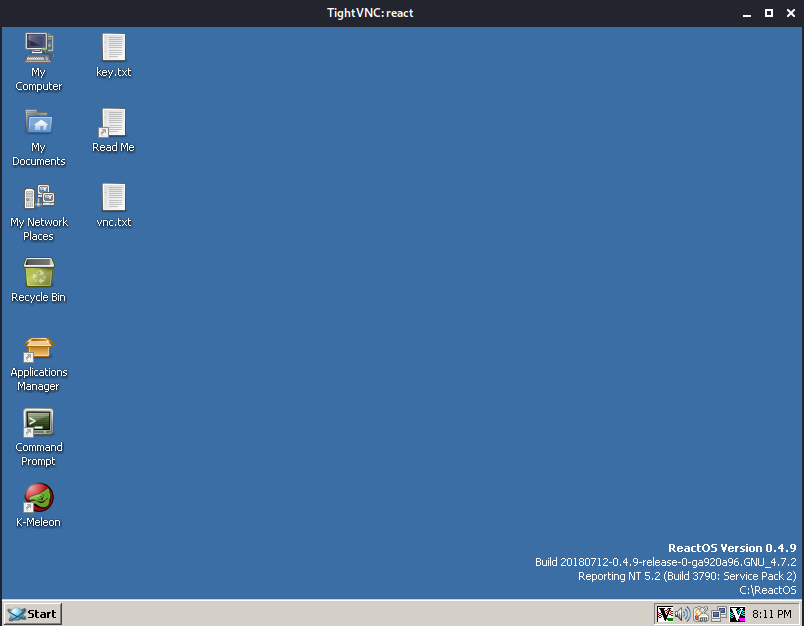 TightVNC: react
My
Computer
key.txt
My
Documents
Read Me
My Network
Places
vnc.txt
Recycle Bin
Applications
Manager
Command
Prompt
K-Meleon
ReactOS Version 0.4.9
Build 20180712-0.4.9-release-0-ga920a96.GNU_4.7.2
Reporting NT 5.2 (Build 3790: Service Pack 2)
C:\ReactOS
Start
8:11 PM